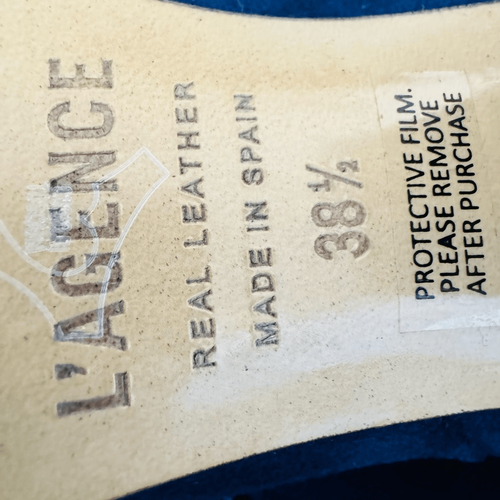 L'AGENCE
REAL LEATHER
MADE IN SPAIN
38½
PROTECTIVE FILM.
PLEASE REMOVE
AFTER PURCHASE